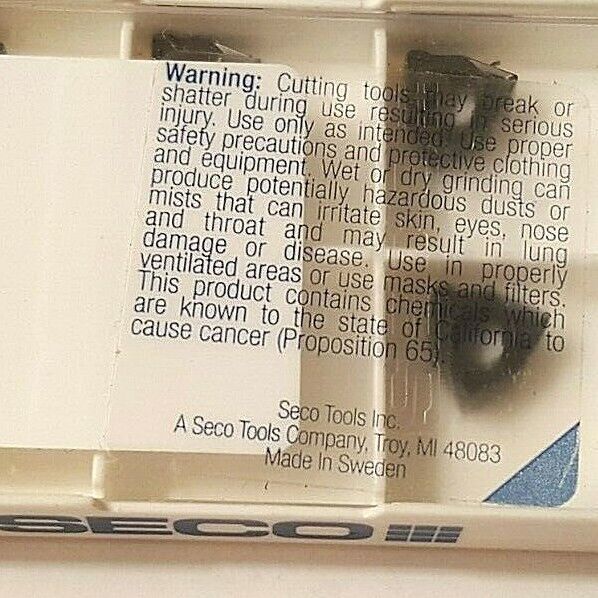 Warning: Cutting tools may break or
shatter during use resulting in serious
injury. Use only as intended. Use proper
safety precautions and protective clothing
and equipment. Wet or dry grinding can
produce potentially hazardous dusts or
mists that can irritate skin, eyes, nose
and throat and may result in lung
damage or disease. Use in properly
ventilated areas or use masks and filters.
This product contains chemicals which
are known to the state of California to
cause cancer (Proposition 65).
Seco Tools Inc.
A Seco Tools Company, Troy, MI 48083
Made In Sweden
SECO